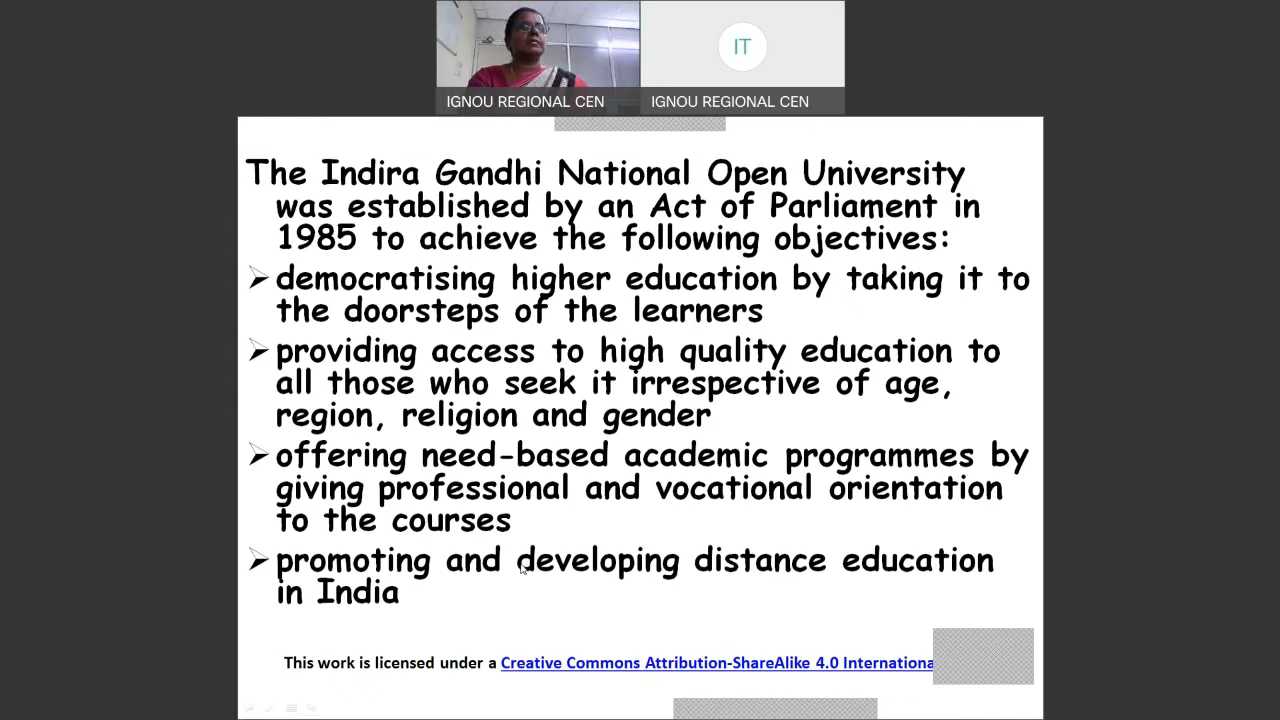 IT
IGNOU REGIONAL CEN
IGNOU REGIONAL CEN
The Indira Gandhi National Open University
was established by an Act of Parliament in
1985 to achieve the following objectives:
democratising higher education by taking it to
the doorsteps of the learners
providing access to high quality education to
all those who seek it irrespective of age,
region, religion and gender
offering need-based academic programmes by
giving professional and vocational orientation
to the courses
promoting and developing distance education
in India
This work is licensed under a Creative Commons Attribution-ShareAlike 4.0 Internationa